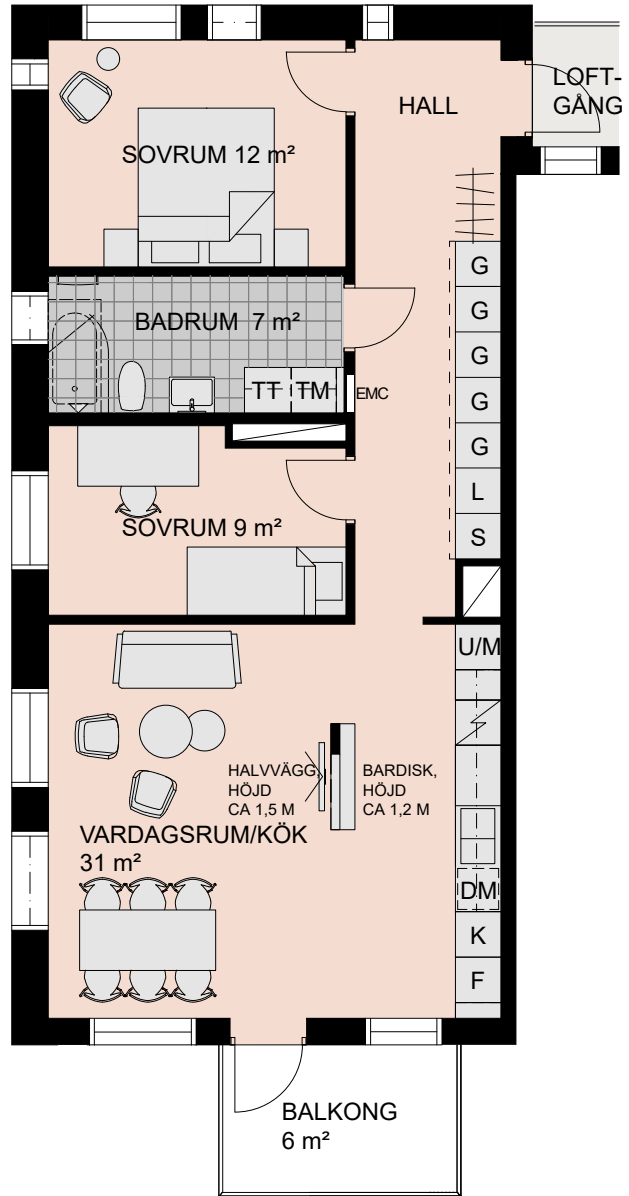 LOFT-
GÅNG
HALL
SOVRUM 12 m²
G
G
G
G
G
L
S
BADRUM 7 m²
TT TM
EMC
SOVRUM 9 m²
U/M
HALVVÄGG,
HÖJD
CA 1,5 M
BARDISK,
HÖJD
CA 1,2 M
VARDAGSRUM/KÖK
31 m²
DM
K
F
BALKONG
6 m²